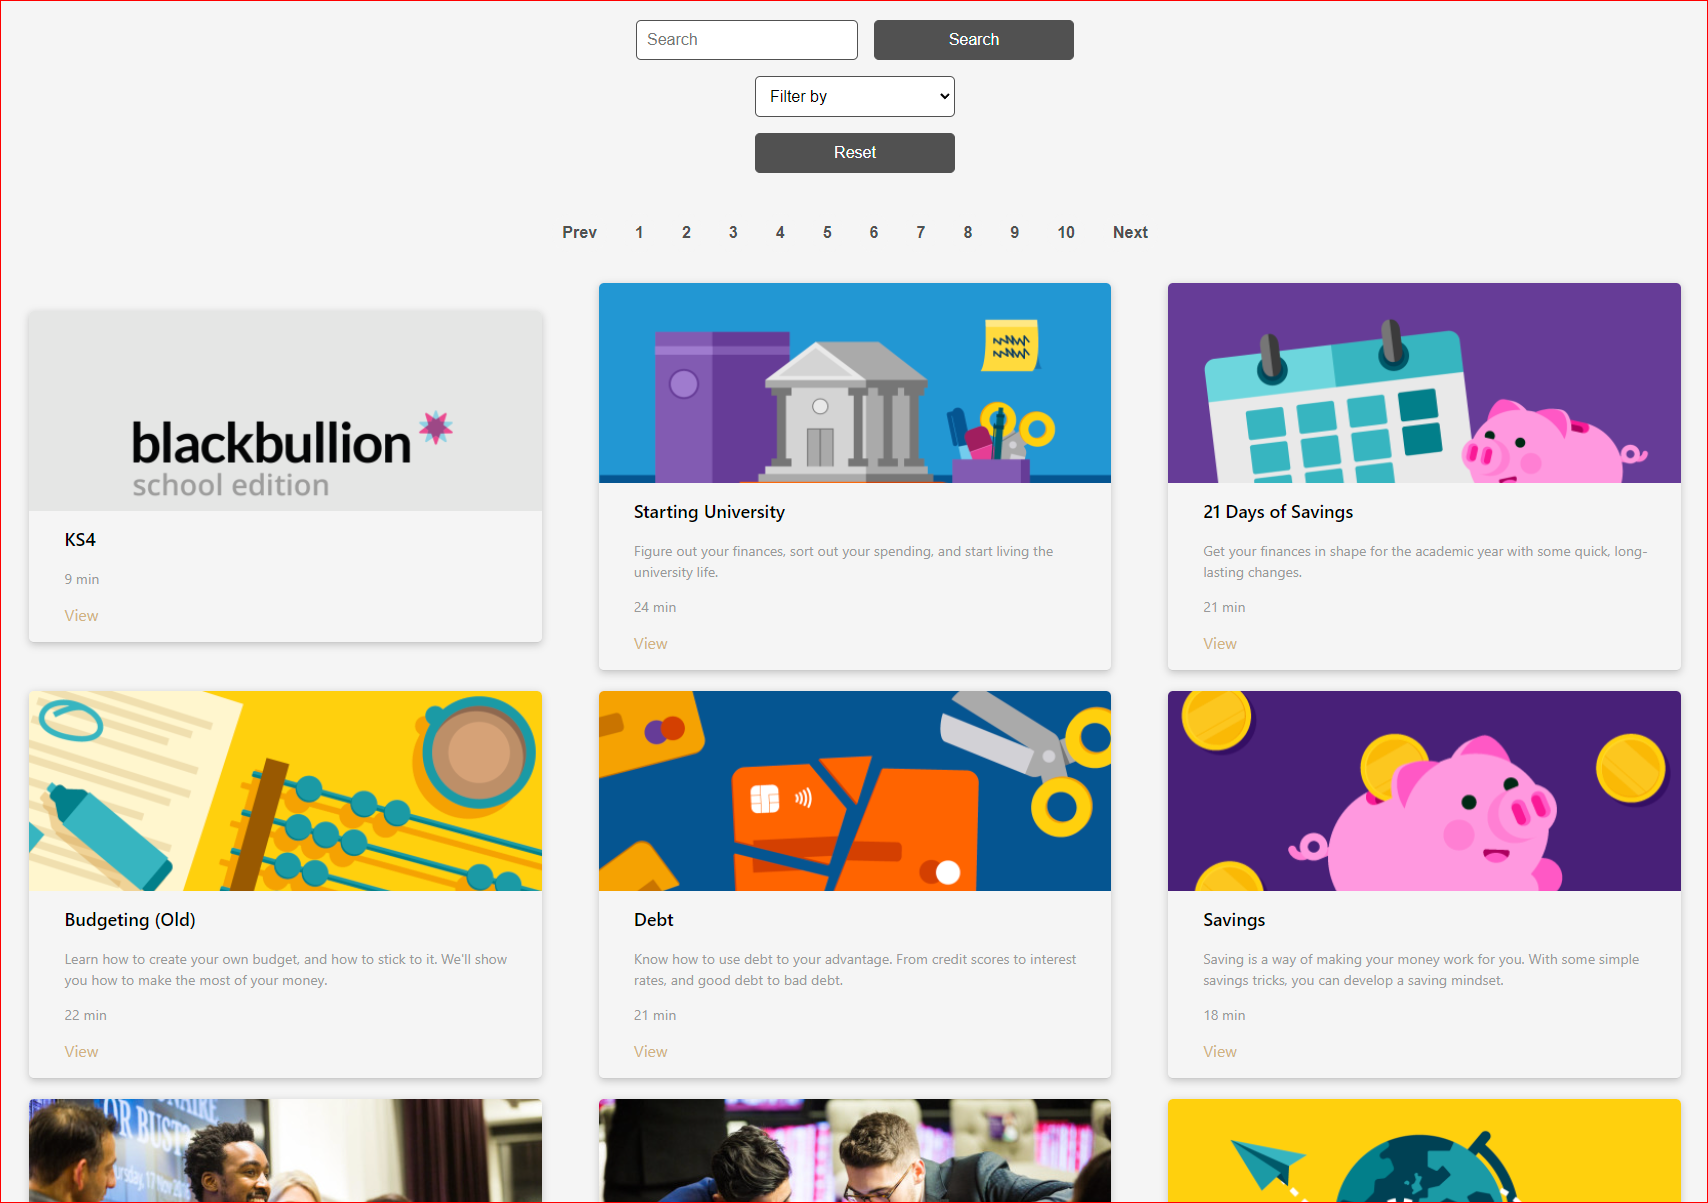 Search
Search
Filter by
Reset
Prev 1 2 3 4 5 6 7 8 9 10 Next
blackbullion
school edition
KS4
9 min
View
Starting University
Figure out your finances, sort out your spending, and start living the
university life.
24 min
View
21 Days of Savings
Get your finances in shape for the academic year with some quick, long-
lasting changes.
21 min
View
Budgeting (Old)
Learn how to create your own budget, and how to stick to it. We'll show
you how to make the most of your money.
22 min
View
Debt
Know how to use debt to your advantage. From credit scores to interest
rates, and good debt to bad debt.
21 min
View
Savings
Saving is a way of making your money work for you. With some simple
savings tricks, you can develop a saving mindset.
18 min
View
OR BUST